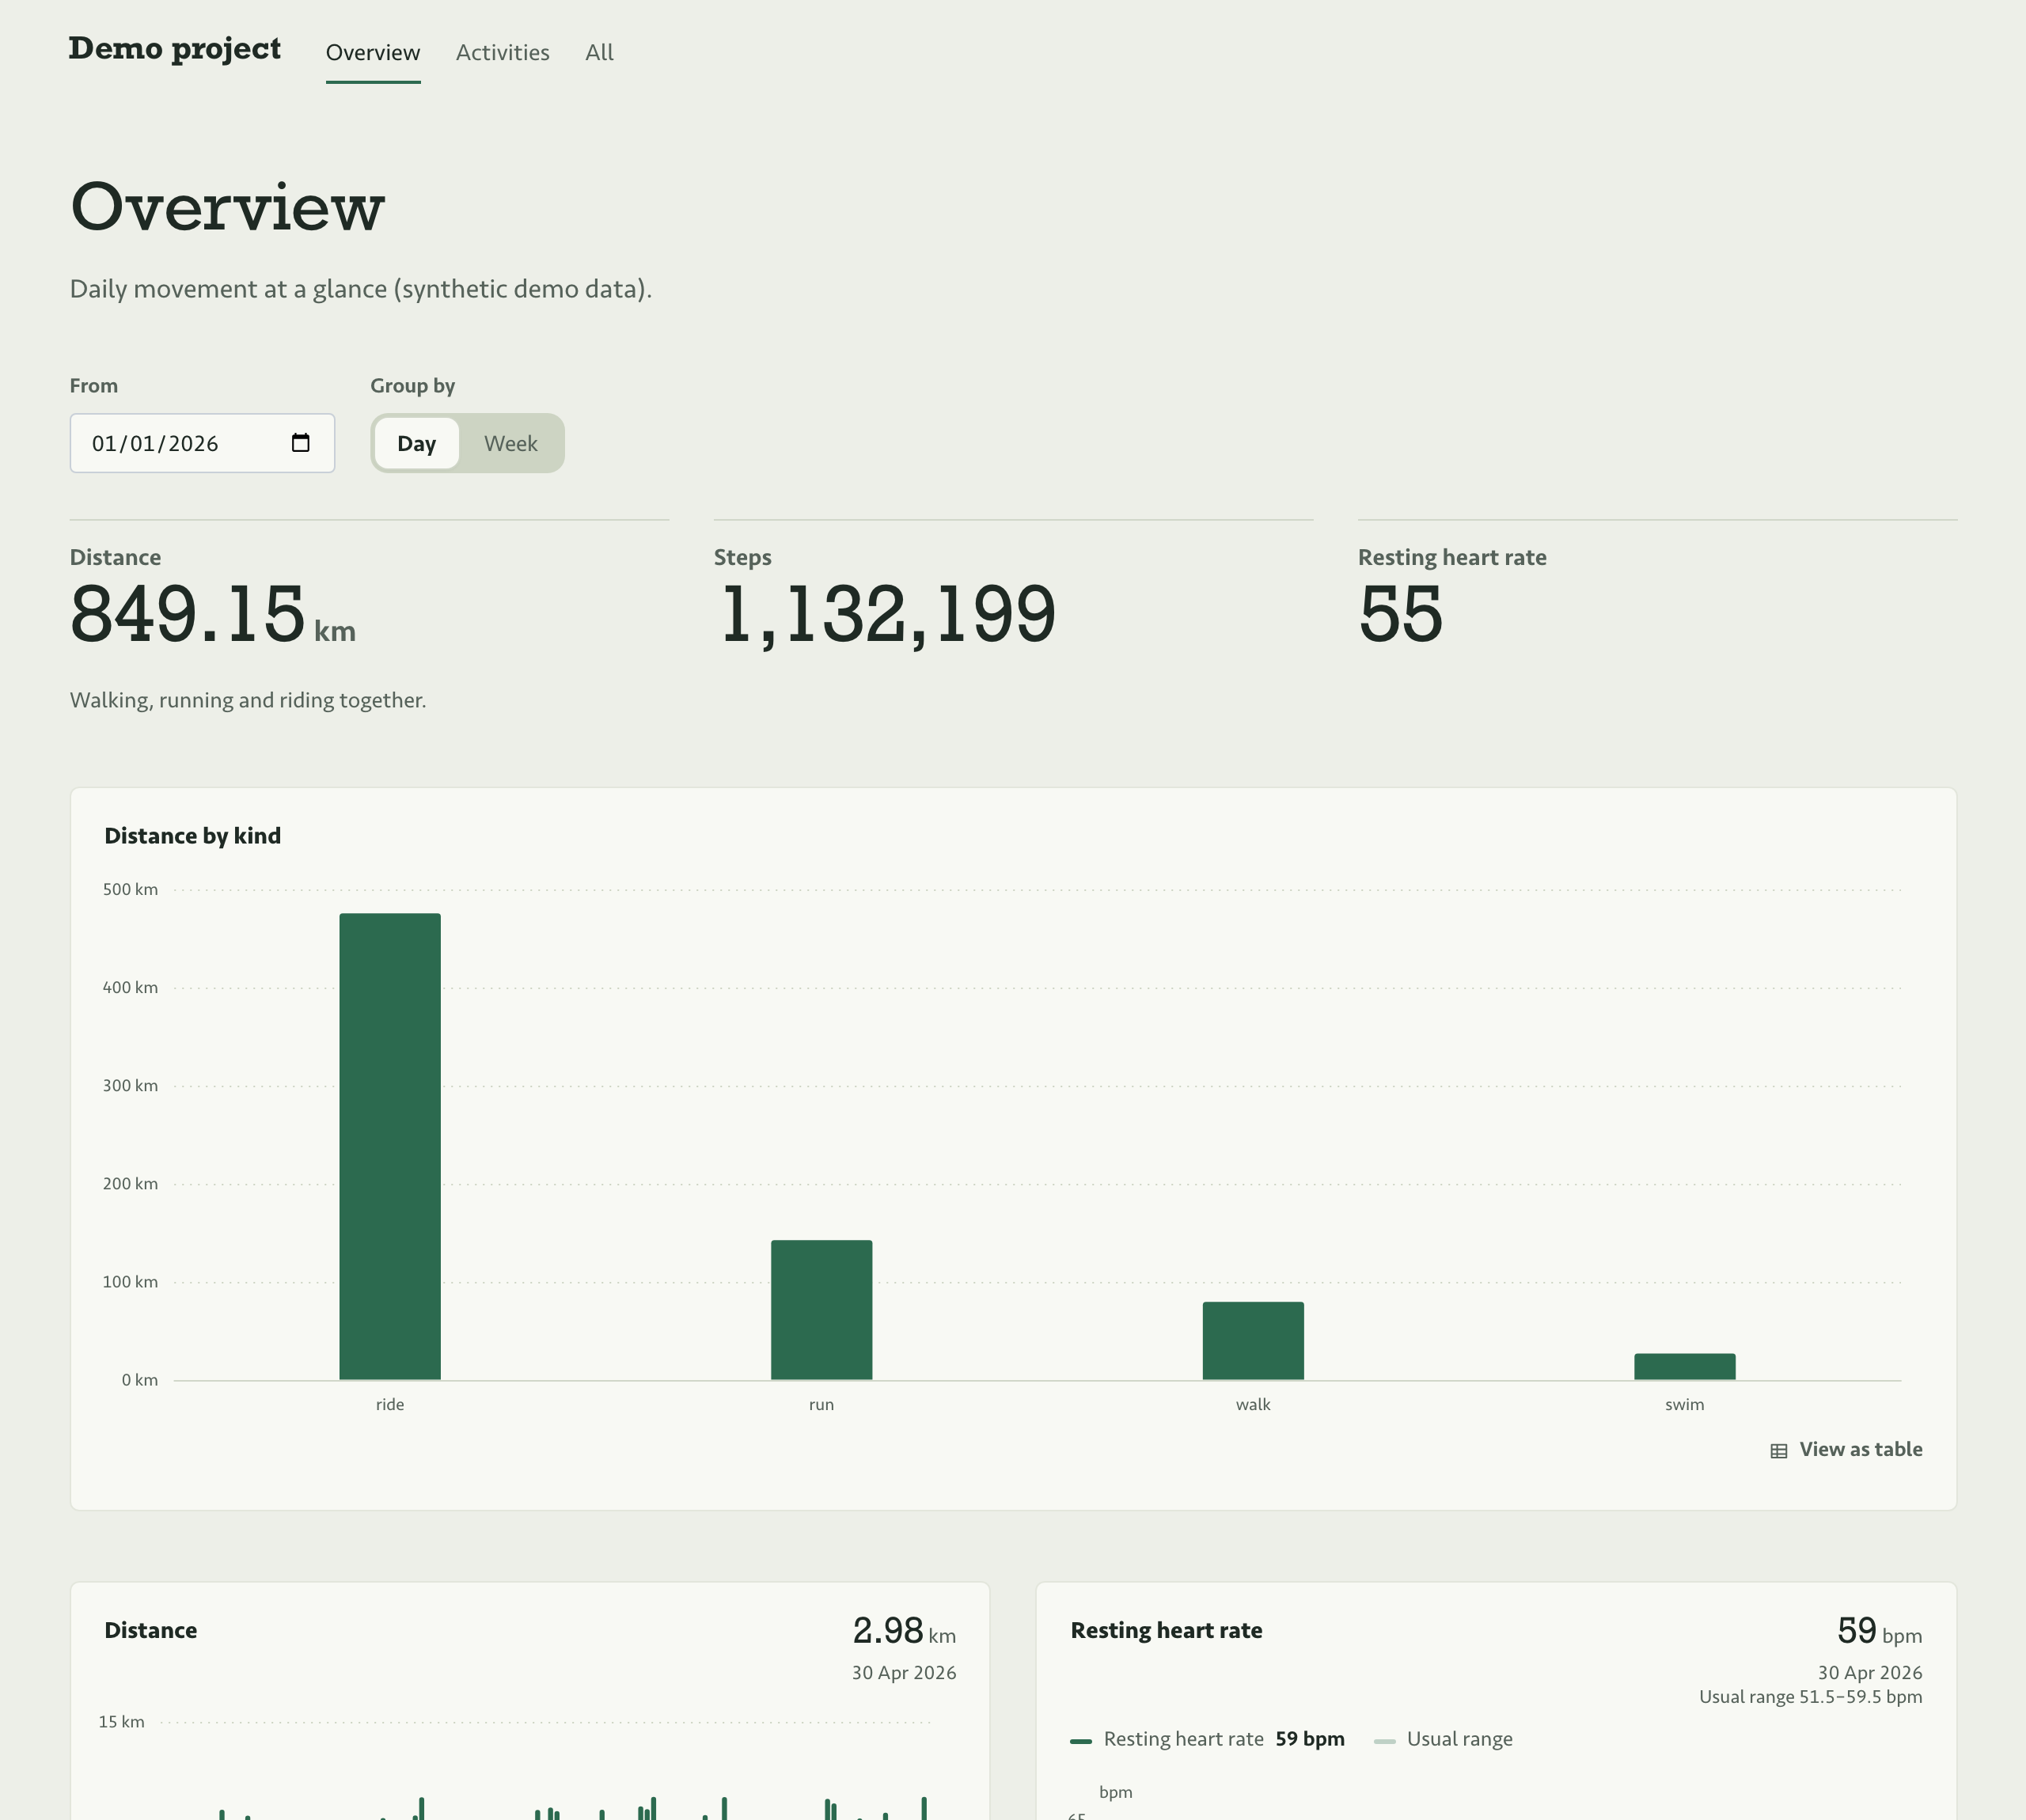 Demo project Overview Activities All
Overview
Daily movement at a glance (synthetic demo data).
From Group by
01/01/2026 Day Week
Distance Steps Resting heart rate
849.15 km 1,132,199 55
Walking, running and riding together.
Distance by kind
500 km
400 km
300 km
200 km
100 km
0 km
ride run walk swim
View as table
Distance 2.98 km
30 Apr 2026
15 km
Resting heart rate 59 bpm
30 Apr 2026
Usual range 51.5–59.5 bpm
Resting heart rate 59 bpm Usual range
bpm